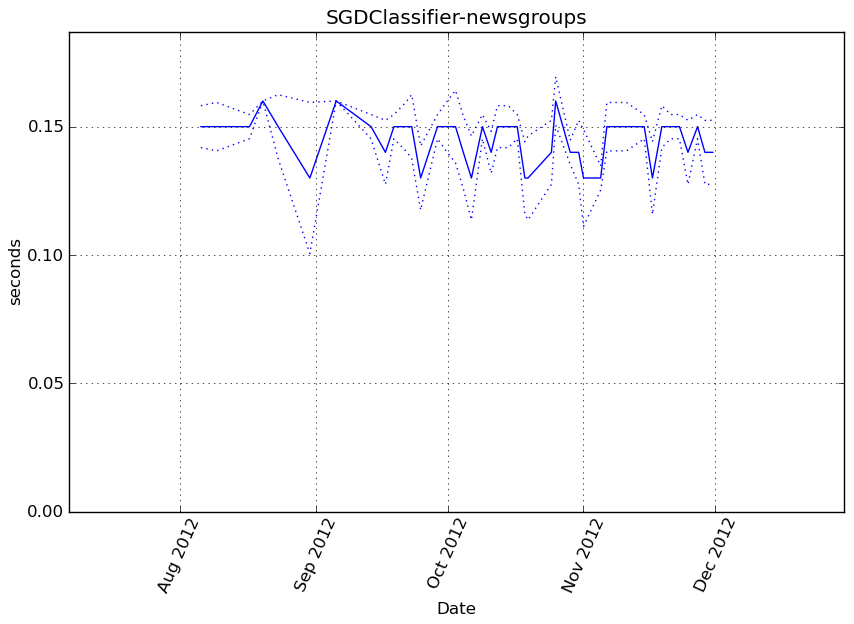 SGDClassifier-newsgroups
0.15
0.10
0.05
0.00
seconds
Aug 2012
Sep 2012
Oct 2012
Nov 2012
Dec 2012
Date